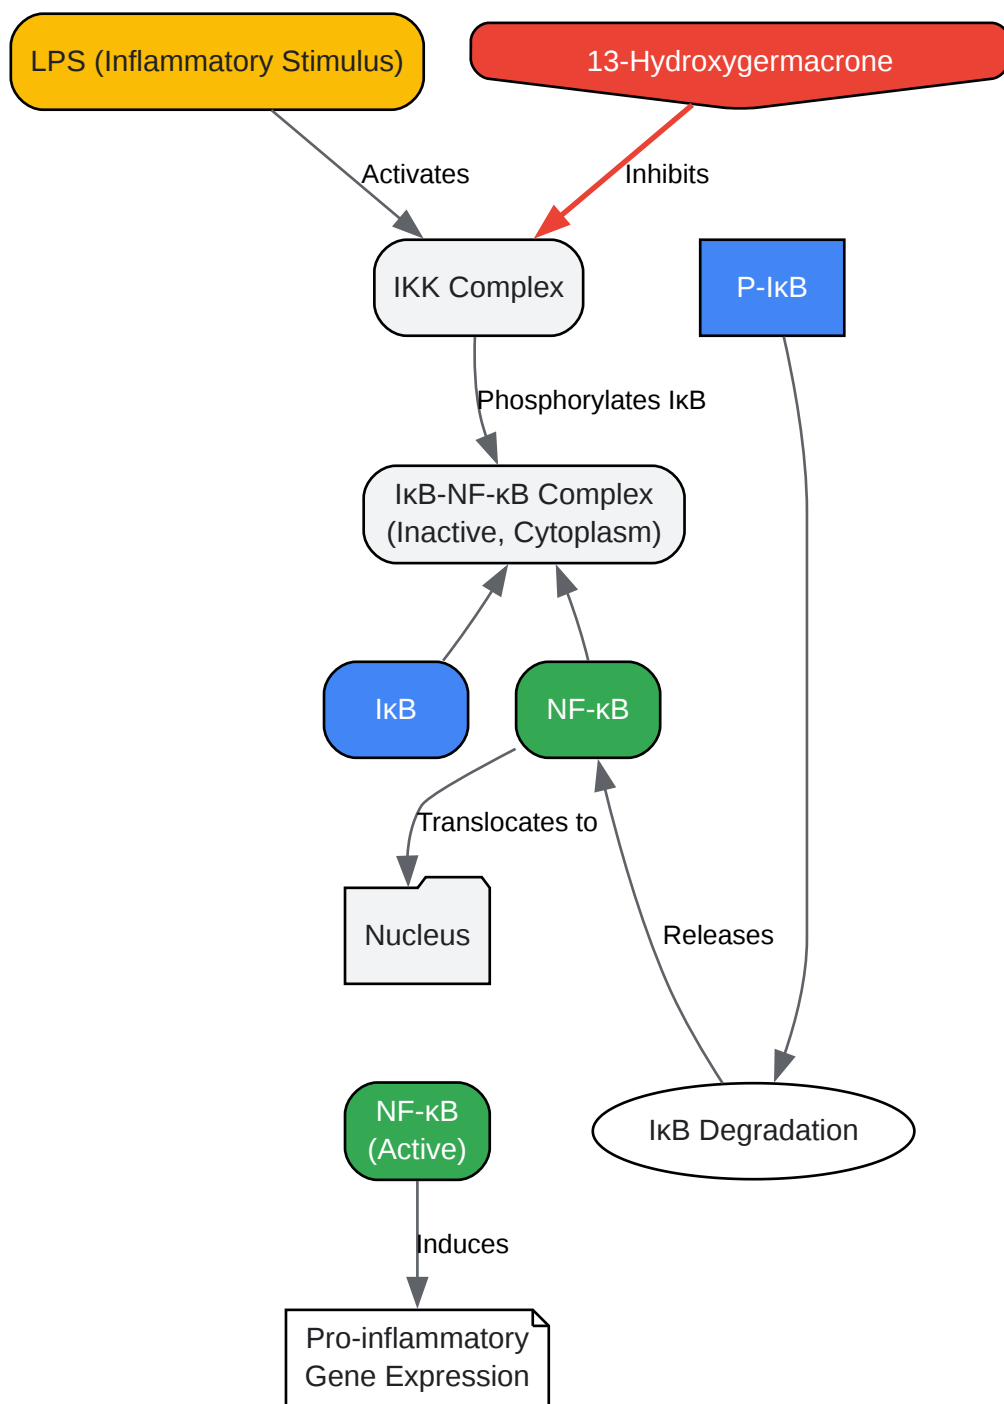 LPS (Inflammatory Stimulus)
13-Hydroxygermacrone
Activates
Inhibits
IKK Complex
P-IκB
Phosphorylates IκB
IκB-NF-κB Complex
(Inactive, Cytoplasm)
IκB
NF-κB
Translocates to
Nucleus
Releases
NF-κB
(Active)
IκB Degradation
Induces
Pro-inflammatory
Gene Expression